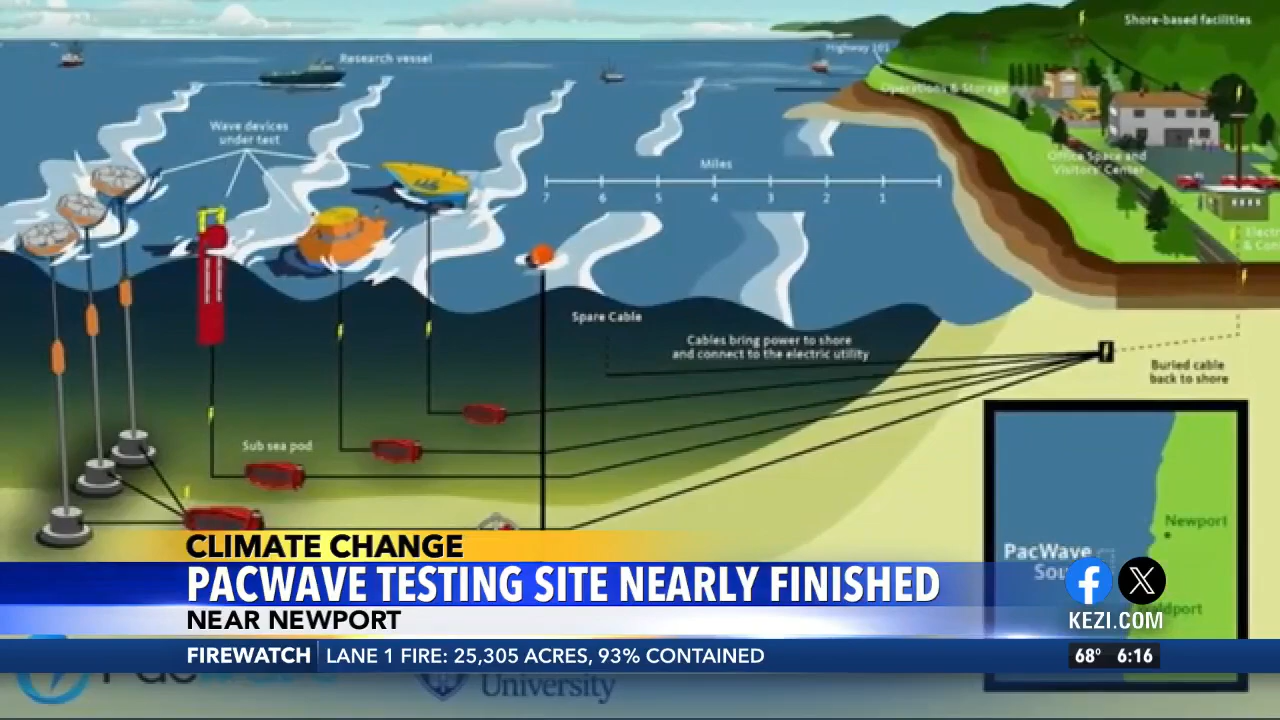 Shore-based facilities
Highway 101
Research vessel
Operations & Storage
Wave devices
under test
Office Space and
Visitors' Center
Miles
7 6 5 4 3 2 1
Electr
& Con
Spare Cable
Cables bring power to shore
and connect to the electric utility
Buried cable
back to shore
Sub sea pod
Newport
PacWave
CLIMATE CHANGE
PACWAVE TESTING SITE NEARLY FINISHED
NEAR NEWPORT
KEZI.COM
FIREWATCH LANE 1 FIRE: 25,305 ACRES, 93% CONTAINED
68° 6:16
University